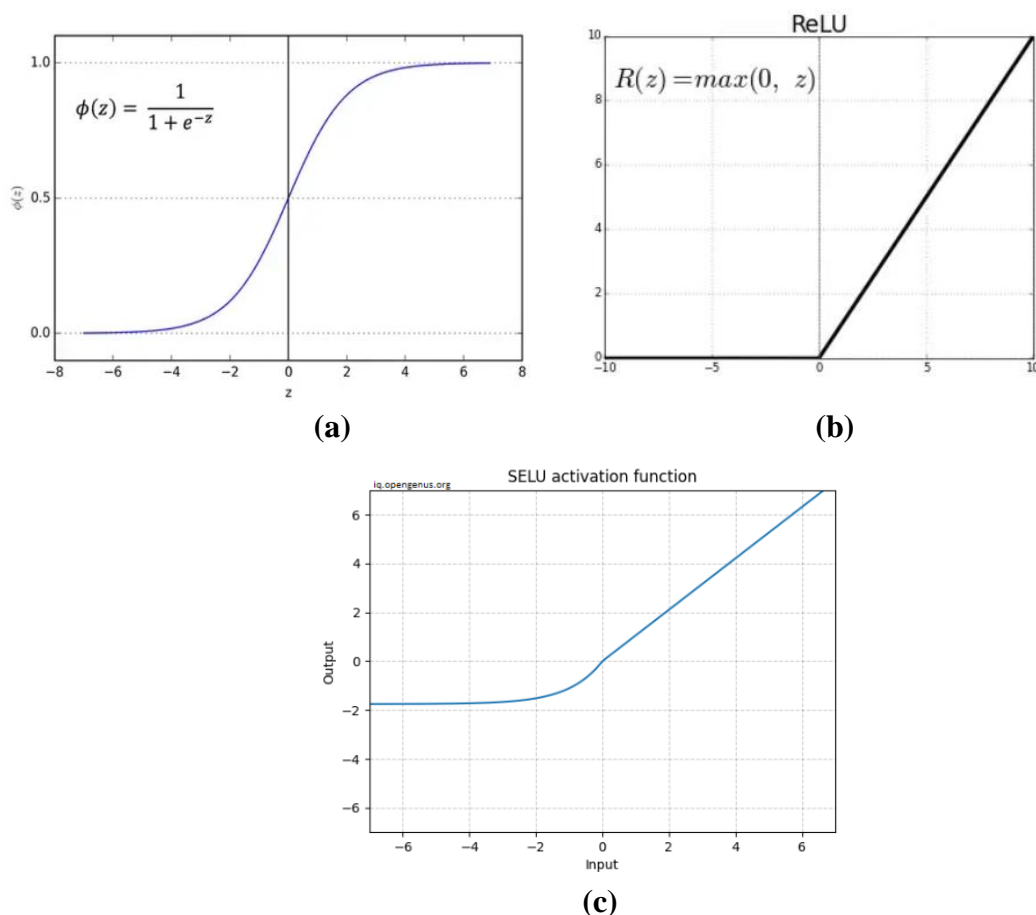 ReLU
1.0
ϕ(z) = 1 / (1 + e^{-z})
0.5
ϕ(z)
0.0
−8 −6 −4 −2 0 2 4 6 8
z
(a)
10
R(z)=max(0, z)
8
6
4
2
0
−10 −5 0 5 10
(b)
SELU activation function
iq.opengenus.org
6
4
2
0
−2
−4
−6
Output
−6 −4 −2 0 2 4 6
Input
(c)